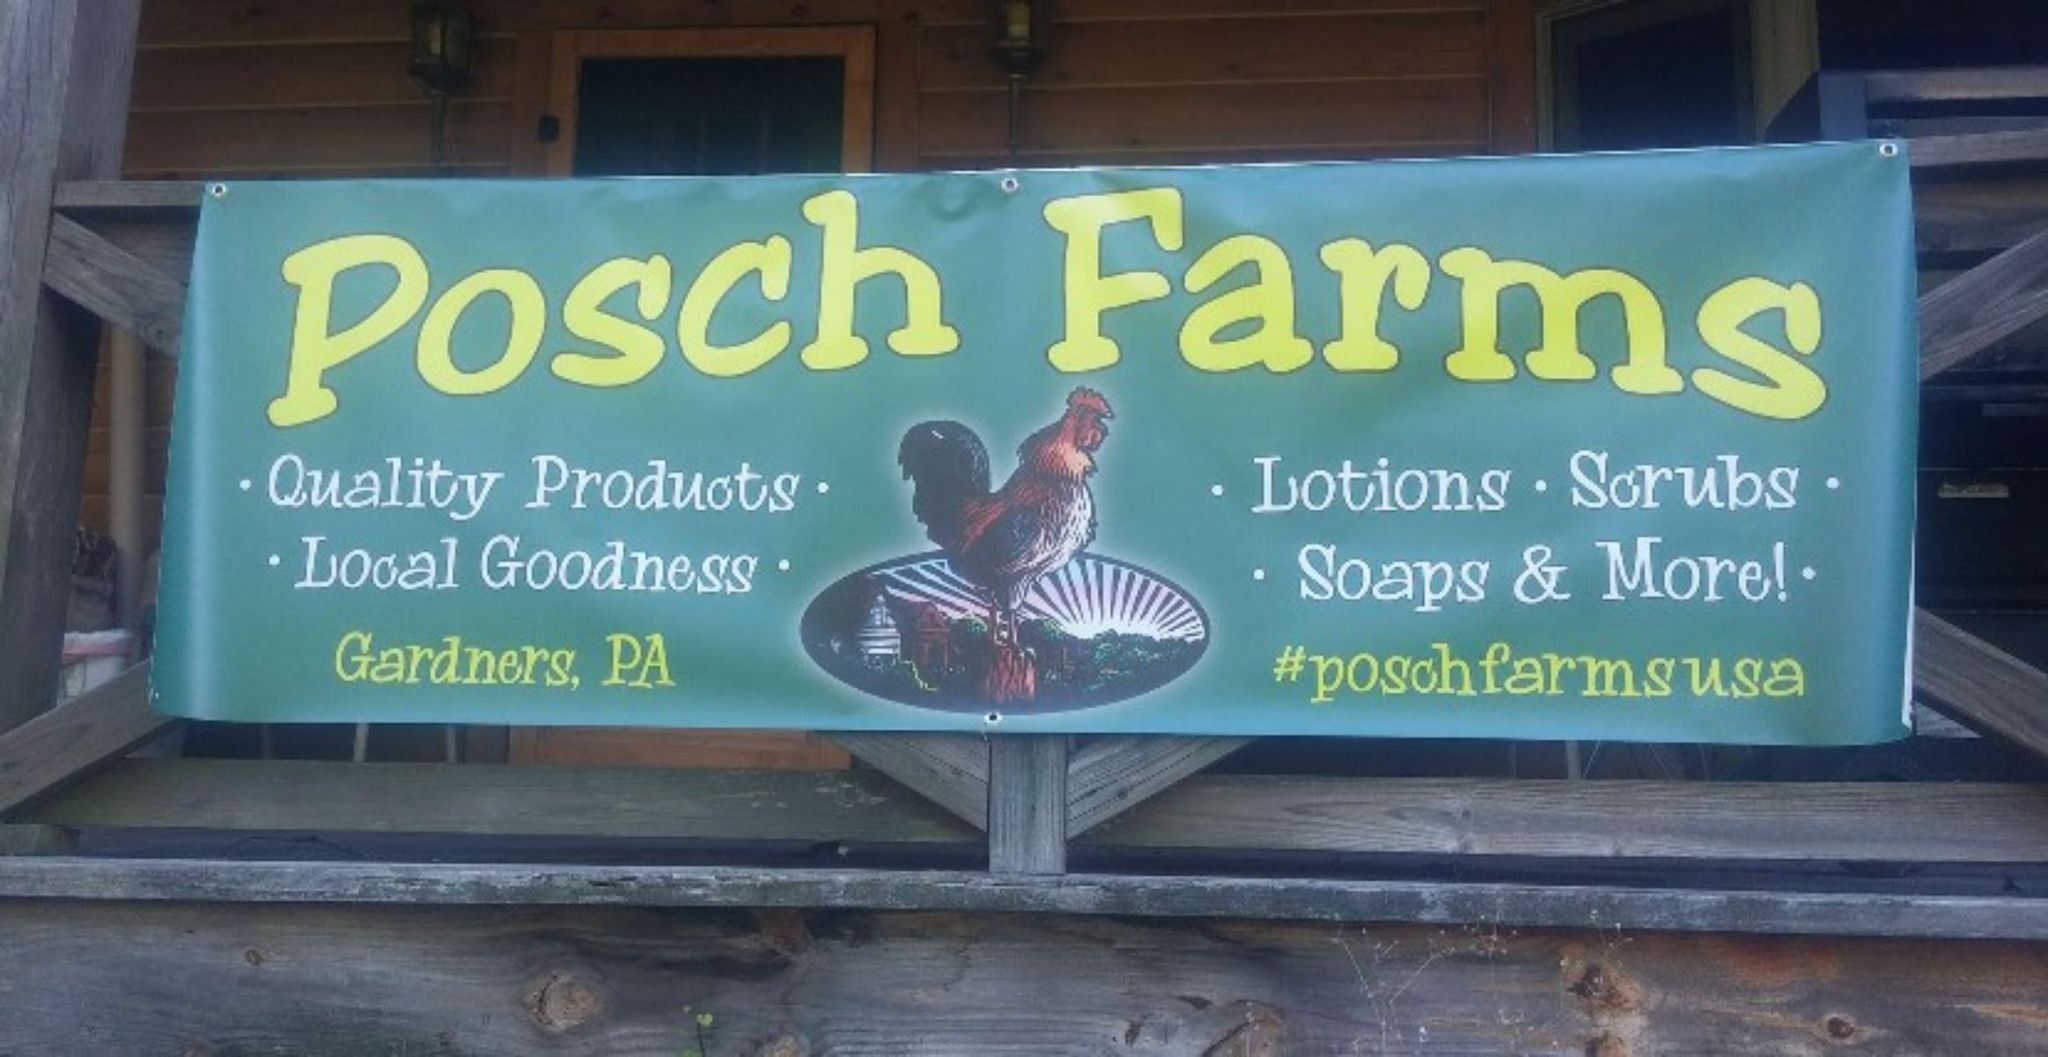 Posch Farms
· Quality Products ·
· Local Goodness ·
Gardners, PA
· Lotions · Scrubs ·
· Soaps & More! ·
#poschfarmsusa